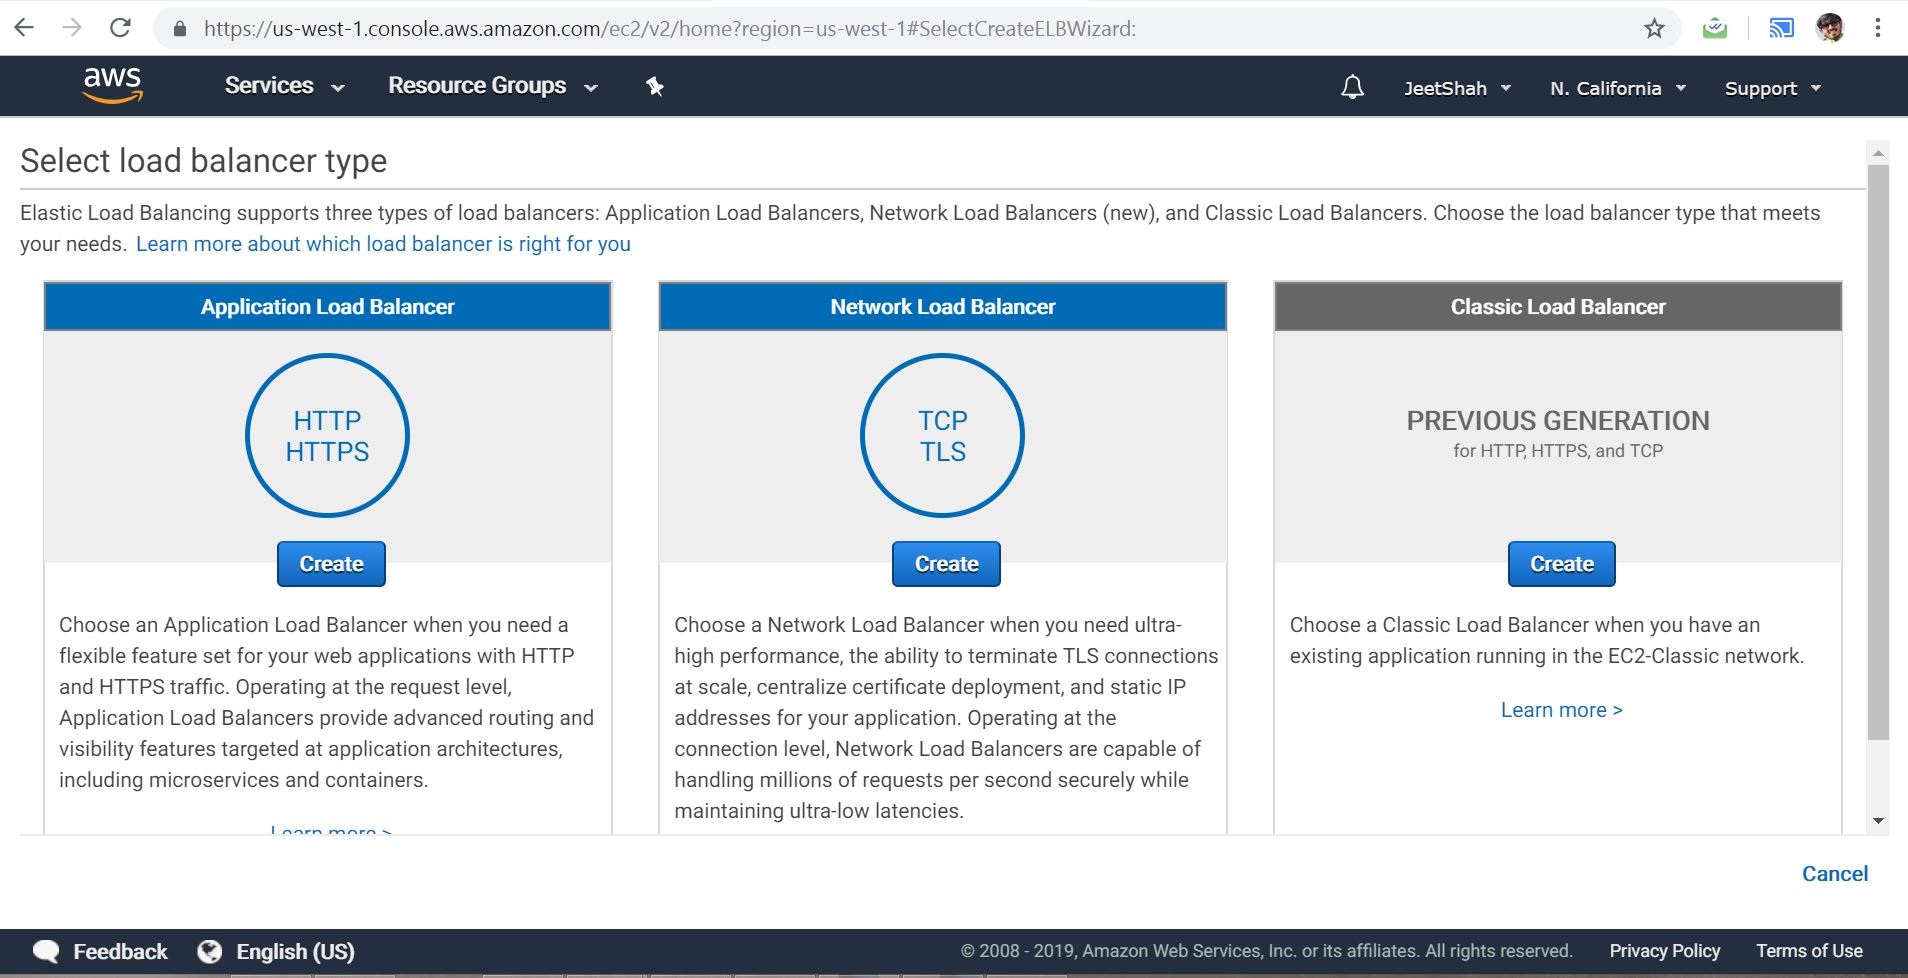 https://us-west-1.console.aws.amazon.com/ec2/v2/home?region=us-west-1#SelectCreateELBWizard:
aws Services Resource Groups JeetShah N. California Support
Select load balancer type
Elastic Load Balancing supports three types of load balancers: Application Load Balancers, Network Load Balancers (new), and Classic Load Balancers. Choose the load balancer type that meets
your needs. Learn more about which load balancer is right for you
Application Load Balancer
HTTP
HTTPS
Create
Choose an Application Load Balancer when you need a
flexible feature set for your web applications with HTTP
and HTTPS traffic. Operating at the request level,
Application Load Balancers provide advanced routing and
visibility features targeted at application architectures,
including microservices and containers.
Learn more >
Network Load Balancer
TCP
TLS
Create
Choose a Network Load Balancer when you need ultra-
high performance, the ability to terminate TLS connections
at scale, centralize certificate deployment, and static IP
addresses for your application. Operating at the
connection level, Network Load Balancers are capable of
handling millions of requests per second securely while
maintaining ultra-low latencies.
Classic Load Balancer
PREVIOUS GENERATION
for HTTP, HTTPS, and TCP
Create
Choose a Classic Load Balancer when you have an
existing application running in the EC2-Classic network.
Learn more >
Cancel
Feedback English (US) © 2008 - 2019, Amazon Web Services, Inc. or its affiliates. All rights reserved. Privacy Policy Terms of Use